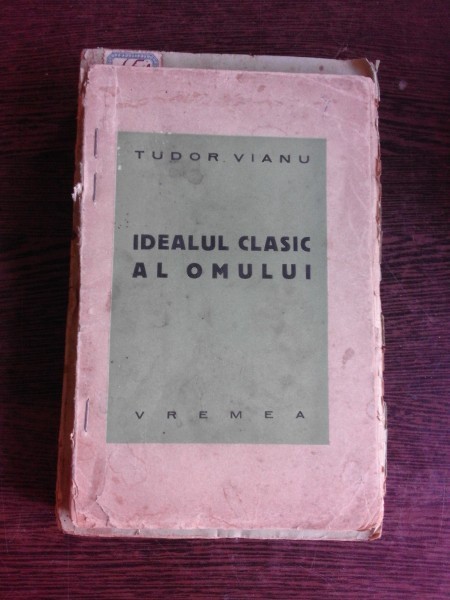 TUDOR VIANU
IDEALUL CLASIC
AL OMULUI
VREMEA